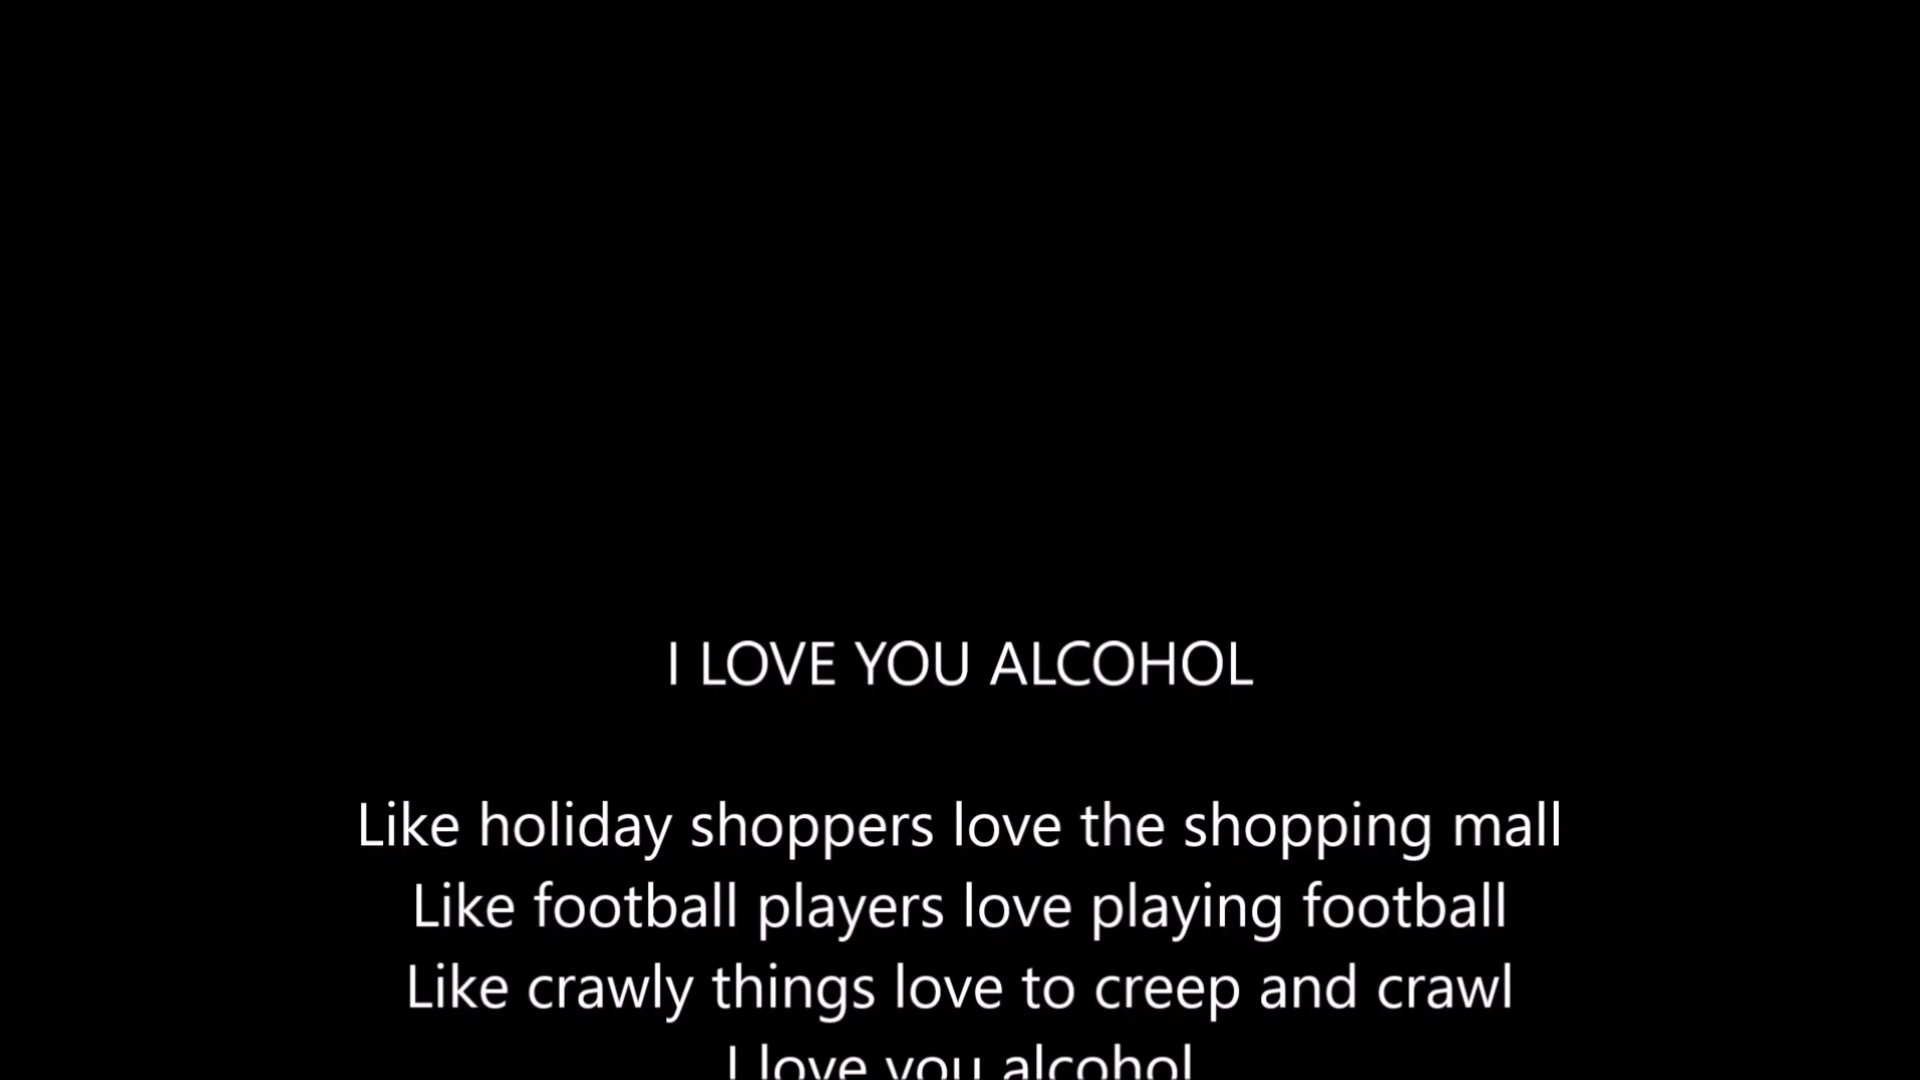 I LOVE YOU ALCOHOL
Like holiday shoppers love the shopping mall
Like football players love playing football
Like crawly things love to creep and crawl
I love you alcohol